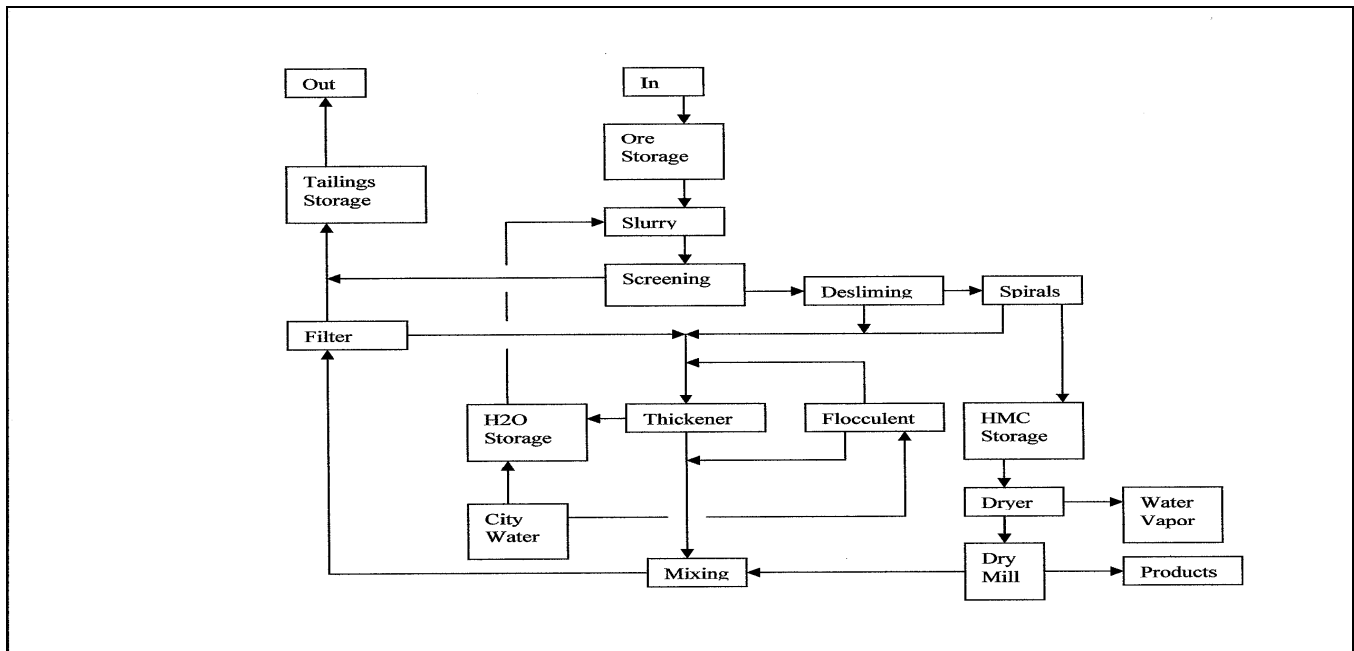 Out
In
Ore
Storage
Tailings
Storage
Slurry
Screening
Desliming
Spirals
Filter
H2O
Storage
Thickener
Flocculent
HMC
Storage
City
Water
Dryer
Water
Vapor
Mixing
Dry
Mill
Products